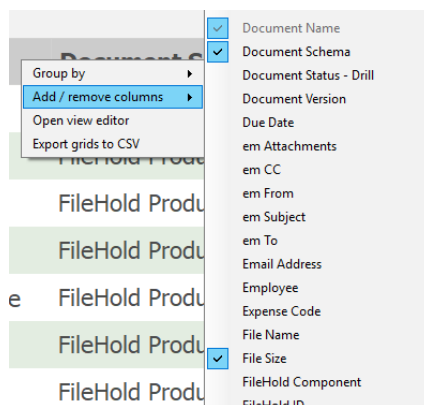 Document S
Group by
Add / remove columns
Open view editor
Export grids to CSV
FileHold Produ
FileHold Produ
FileHold Produ
e FileHold Produ
FileHold Produ
FileHold Produ
Document Name
Document Schema
Document Status - Drill
Document Version
Due Date
em Attachments
em CC
em From
em Subject
em To
Email Address
Employee
Expense Code
File Name
File Size
FileHold Component
FileHold ID